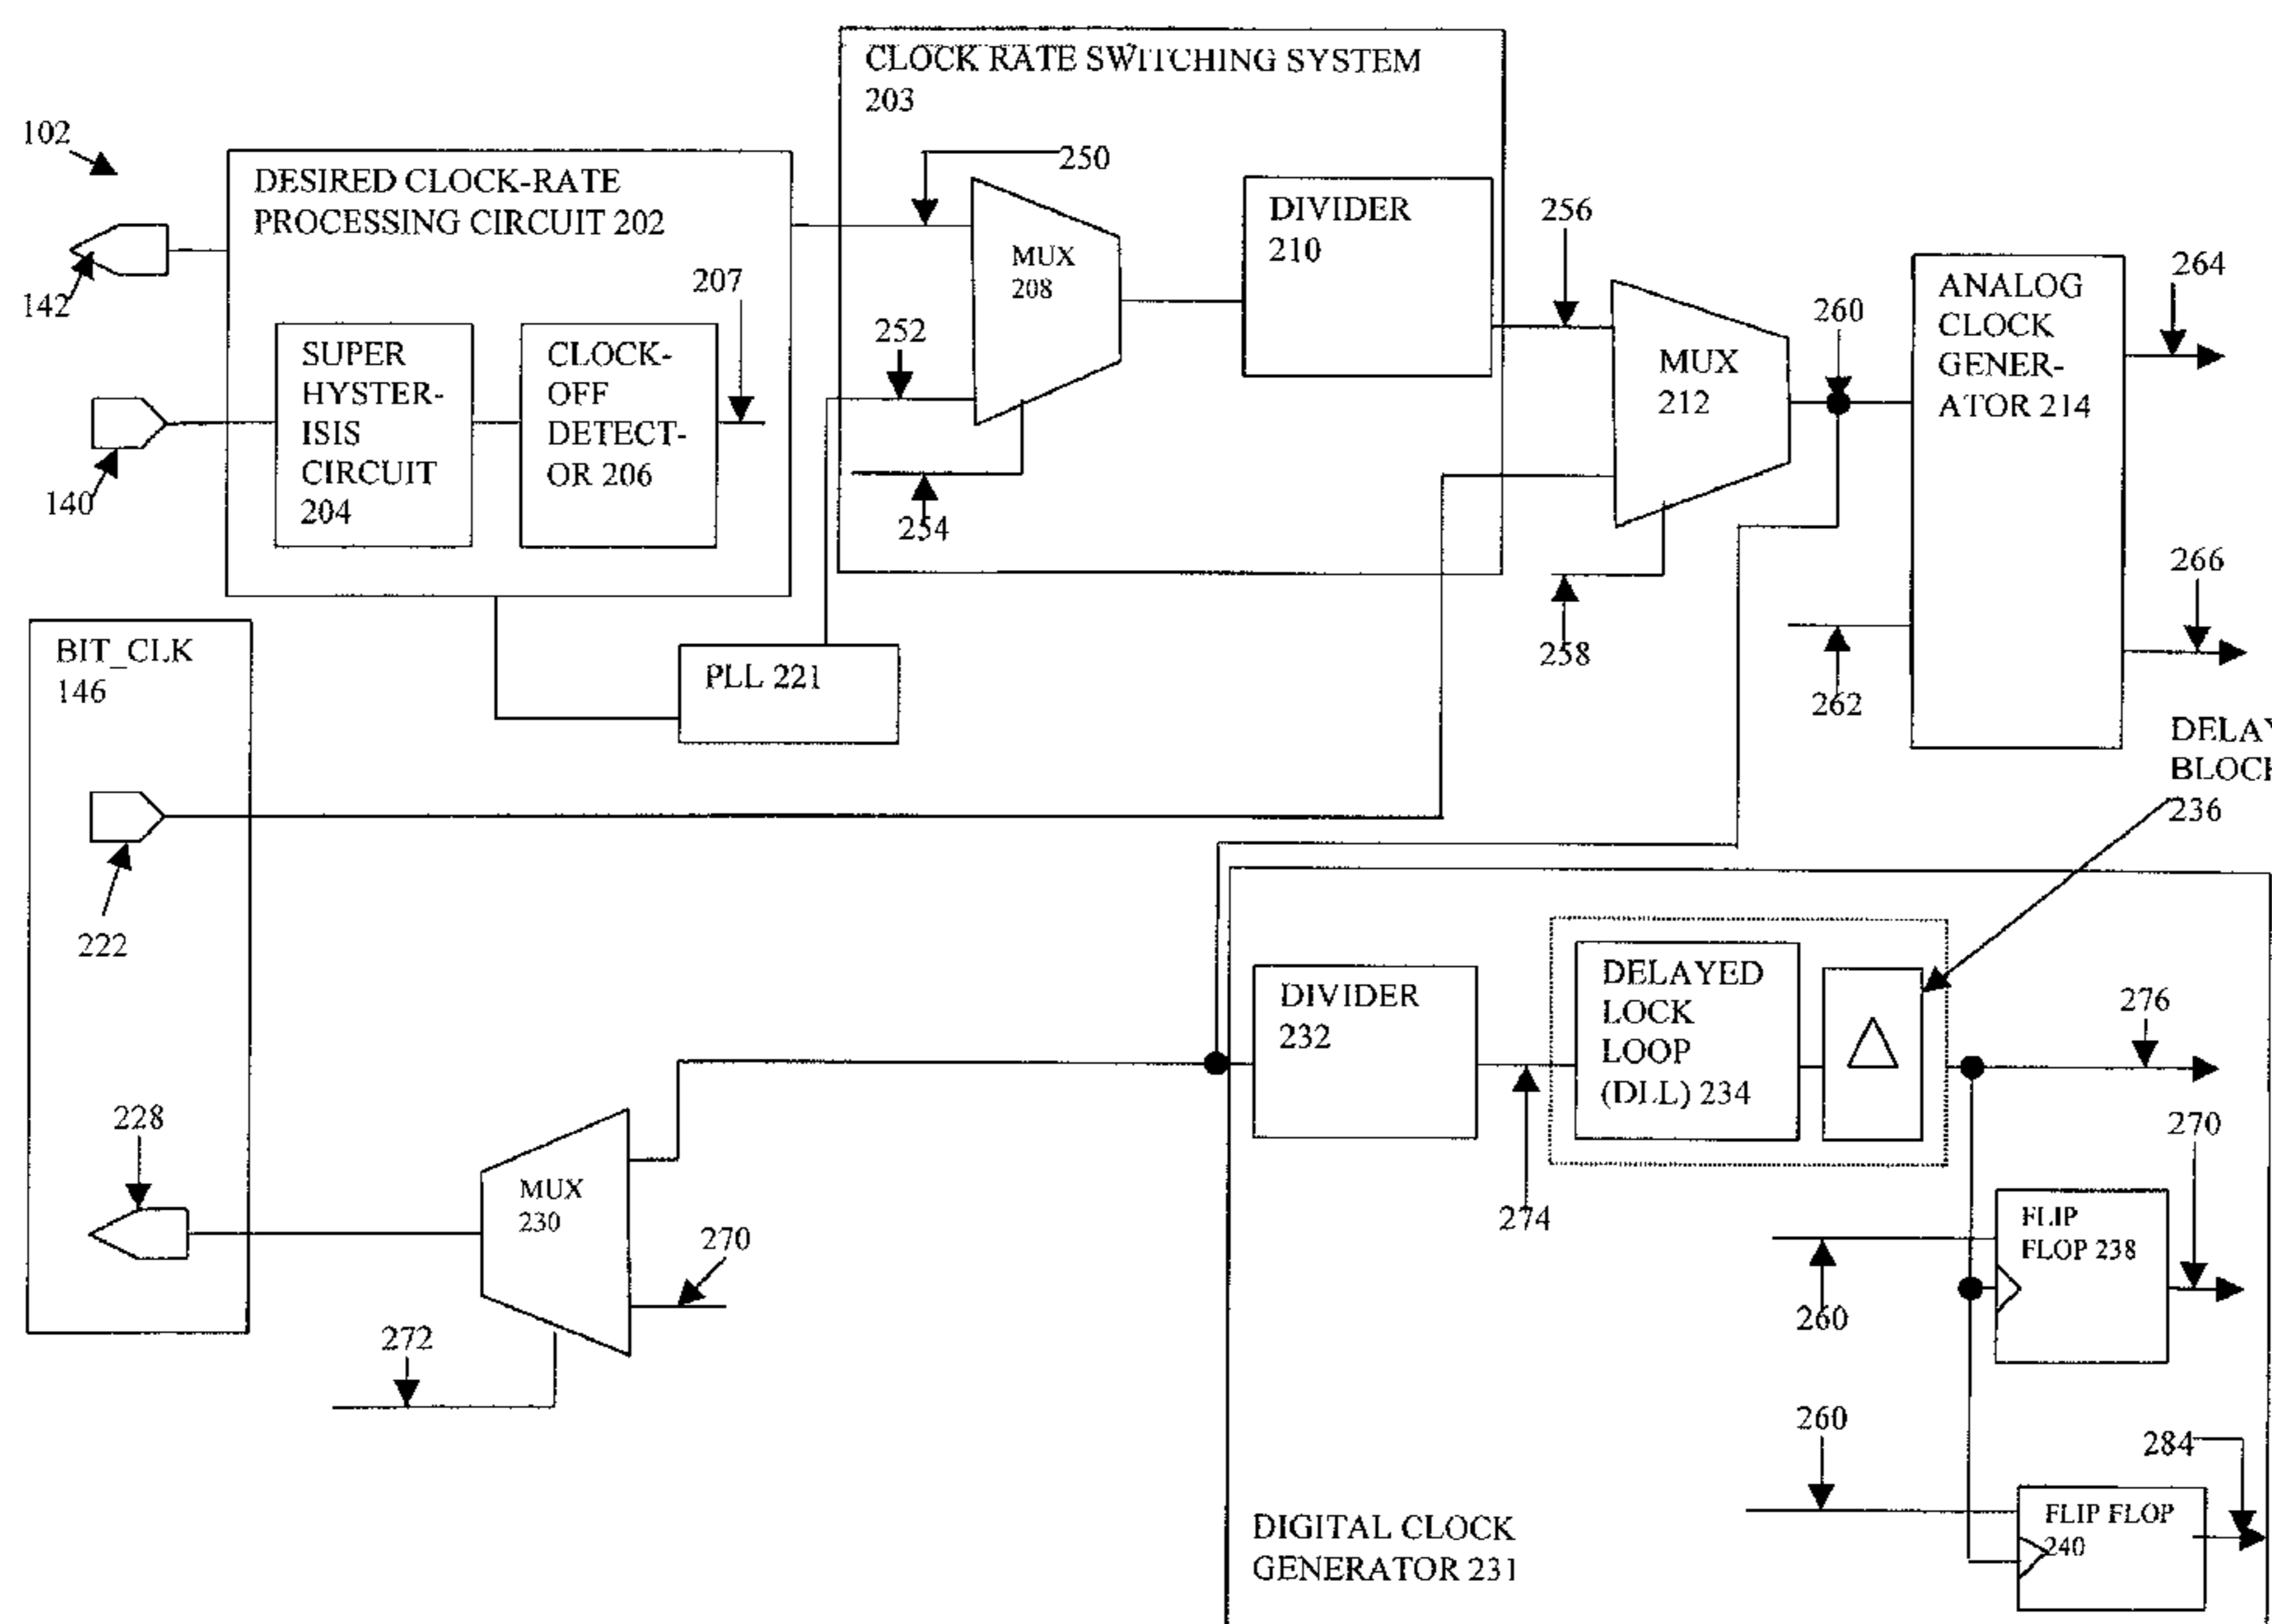 CLOCK RATE SWITCHING SYSTEM
203
102
DESIRED CLOCK-RATE
PROCESSING CIRCUIT 202
250
142
207
252
MUX
208
DIVIDER
210
256
260
ANALOG
CLOCK
GENER-
ATOR 214
264
SUPER
HYSTER-
ISIS
CIRCUIT
204
CLOCK-
OFF
DETECT-
OR 206
MUX
212
140
254
258
262
266
BIT_CLK
146
PLL 221
DELAY
BLOCK
236
222
DIVIDER
232
DELAYED
LOCK
LOOP
(DLL) 234
276
228
MUX
230
270
274
270
FLIP
FLOP 238
272
260
260
284
FLIP FLOP
240
DIGITAL CLOCK
GENERATOR 231